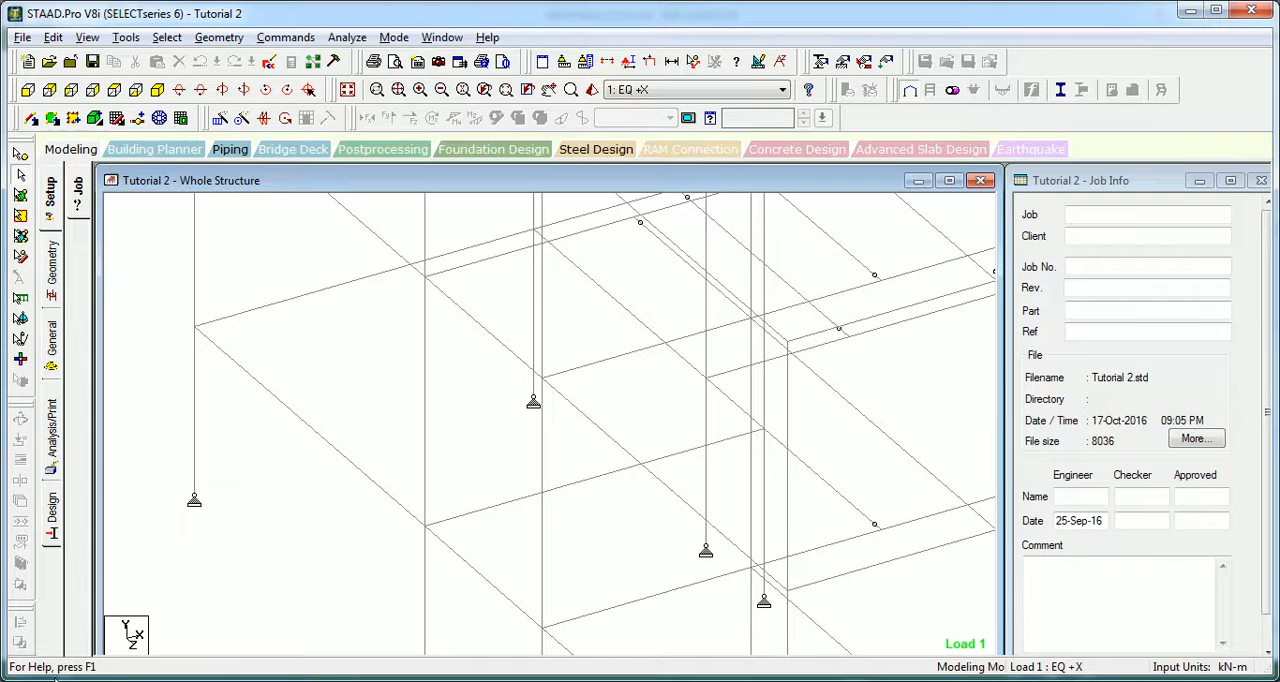 STAAD.Pro V8i (SELECTseries 6) - Tutorial 2
File Edit View Tools Select Geometry Commands Analyze Mode Window Help
1: EQ +X
Modeling Building Planner Piping Bridge Deck Postprocessing Foundation Design Steel Design RAM Connection Concrete Design Advanced Slab Design Earthquake
Setup
Geometry
General
Analysis/Print
Design
Job
Tutorial 2 - Whole Structure
Y
X
Z
Load 1
Tutorial 2 - Job Info
Job
Client
Job No.
Rev.
Part
Ref
File
Filename : Tutorial 2.std
Directory :
Date / Time : 17-Oct-2016 09:05 PM
File size : 8036 More...
Engineer Checker Approved
Name
Date 25-Sep-16
Comment
For Help, press F1 Modeling Mo Load 1 : EQ +X Input Units: kN-m